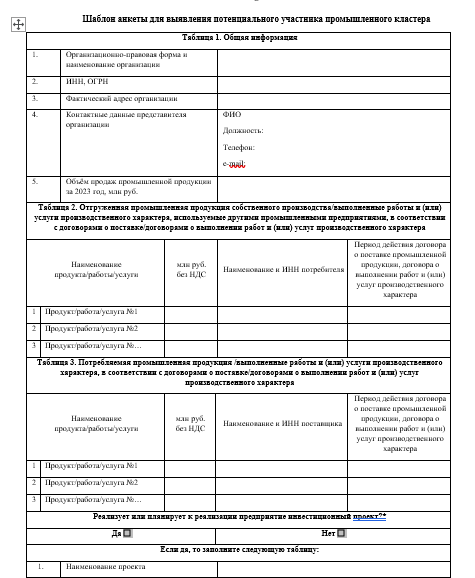 Шаблон анкеты для выявления потенциального участника промышленного кластера
Таблица 1. Общая информация
1. Организационно-правовая форма и
наименование организации
2. ИНН, ОГРН
3. Фактический адрес организации
4. Контактные данные представителя
организации
ФИО
Должность:
Телефон:
e-mail:
5. Объём продаж промышленной продукции
за 2023 год, млн руб.
Таблица 2. Отгруженная промышленная продукция собственного производства/выполненные работы и (или)
услуги производственного характера, используемые другими промышленными предприятиями, в соответствии
с договорами о поставке/договорами о выполнении работ и (или) услуг производственного характера
Наименование
продукта/работы/услуги
млн руб.
без НДС
Наименование и ИНН потребителя
Период действия договора
о поставке промышленной
продукции, договора о
выполнении работ и (или)
услуг производственного
характера
1 Продукт/работа/услуга №1
2 Продукт/работа/услуга №2
3 Продукт/работа/услуга №…
Таблица 3. Потребляемая промышленная продукция /выполненные работы и (или) услуги производственного
характера, в соответствии с договорами о поставке/договорами о выполнении работ и (или) услуг
производственного характера
Наименование
продукта/работы/услуги
млн руб.
без НДС
Наименование и ИНН поставщика
Период действия договора
о поставке промышленной
продукции, договора о
выполнении работ и (или)
услуг производственного
характера
1 Продукт/работа/услуга №1
2 Продукт/работа/услуга №2
3 Продукт/работа/услуга №…
Реализует или планирует к реализации предприятие инвестиционный проект?*
Да Нет
Если да, то заполните следующую таблицу:
1. Наименование проекта